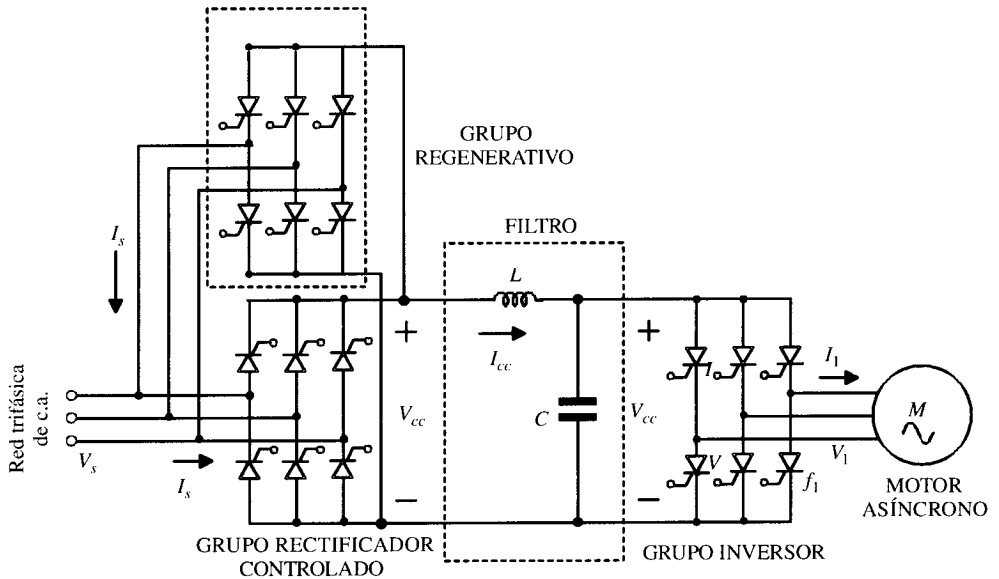 GRUPO
REGENERATIVO
FILTRO
I_s
L
+
+
I_cc
I
I_1
Red trifásica
de c.a.
V_cc
C
V_cc
M
V_s
I_s
V
V_1
f_1
−
−
MOTOR
ASÍNCRONO
GRUPO RECTIFICADOR
CONTROLADO
GRUPO INVERSOR